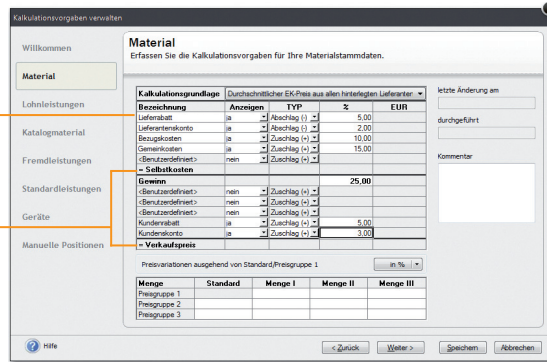 Kalkulationsvorgaben verwalten
Willkommen
Material
Lohnleistungen
Katalogmaterial
Fremdleistungen
Standardleistungen
Geräte
Manuelle Positionen
Material
Erfassen Sie die Kalkulationsvorgaben für Ihre Materialstammdaten.
Kalkulationsgrundlage Durchschnittlicher EK-Preis aus allen hinterlegten Lieferanten
Bezeichnung Anzeigen TYP % EUR
Lieferrabatt ja Abschlag (-) 5,00
Lieferantenskonto ja Abschlag (-) 2,00
Bezugskosten ja Zuschlag (+) 10,00
Gemeinkosten ja Zuschlag (+) 15,00
<Benutzerdefiniert> nein Zuschlag (+)
= Selbstkosten
Gewinn 25,00
<Benutzerdefiniert> nein Zuschlag (+)
<Benutzerdefiniert> nein Zuschlag (+)
<Benutzerdefiniert> nein Zuschlag (+)
Kundenrabatt ja Zuschlag (+) 5,00
Kundenskonto ja Zuschlag (+) 3,00
= Verkaufspreis
Preisvariationen ausgehend von Standard/Preisgruppe 1 in %
Menge Standard Menge I Menge II Menge III
Preisgruppe 1
Preisgruppe 2
Preisgruppe 3
letzte Änderung am
durchgeführt
Kommentar
Hilfe
< Zurück
Weiter >
Speichern
Abbrechen